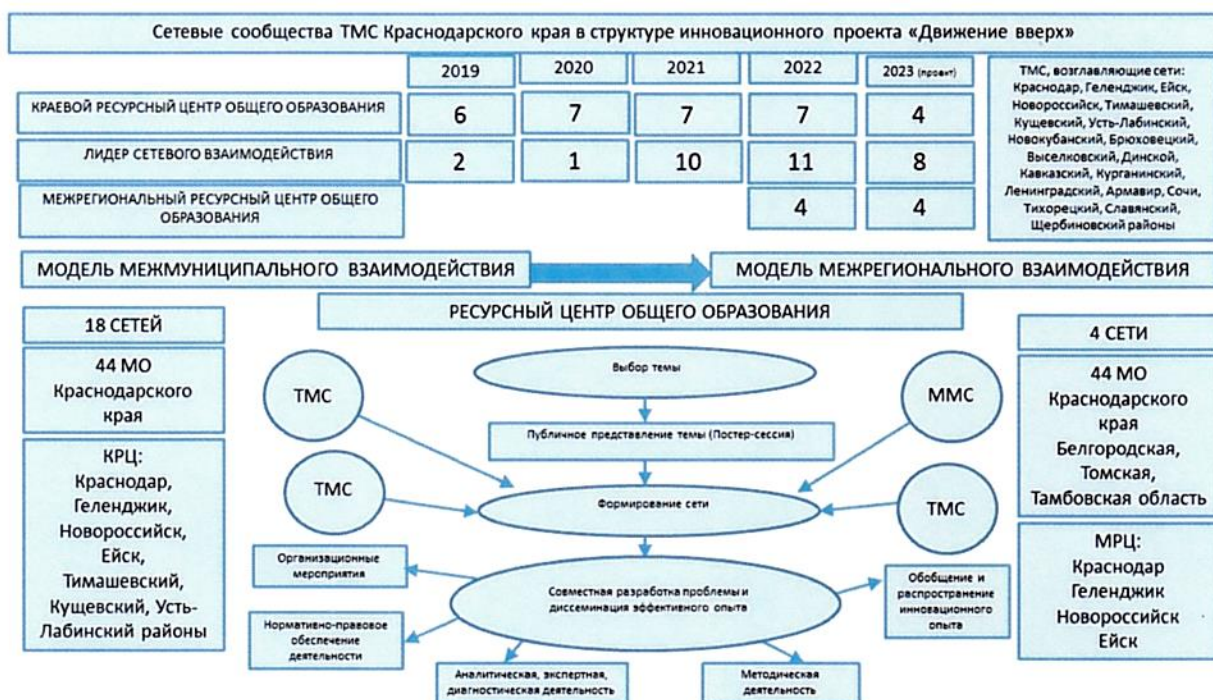 Сетевые сообщества ТМС Краснодарского края в структуре инновационного проекта «Движение вверх»
2019
2020
2021
2022
2023 (проект)
КРАЕВОЙ РЕСУРСНЫЙ ЦЕНТР ОБЩЕГО ОБРАЗОВАНИЯ
6
7
7
7
4
ЛИДЕР СЕТЕВОГО ВЗАИМОДЕЙСТВИЯ
2
1
10
11
8
МЕЖРЕГИОНАЛЬНЫЙ РЕСУРСНЫЙ ЦЕНТР ОБЩЕГО
ОБРАЗОВАНИЯ
4
4
ТМС, возглавляющие сети:
Краснодар, Геленджик, Ейск,
Новороссийск, Тимашевский,
Кущевский, Усть-Лабинский,
Новокубанский, Брюховецкий,
Выселковский, Динской,
Кавказский, Курганинский,
Ленинградский, Армавир, Сочи,
Тихорецкий, Славянский,
Щербиновский районы
МОДЕЛЬ МЕЖМУНИЦИПАЛЬНОГО ВЗАИМОДЕЙСТВИЯ
МОДЕЛЬ МЕЖРЕГИОНАЛЬНОГО ВЗАИМОДЕЙСТВИЯ
РЕСУРСНЫЙ ЦЕНТР ОБЩЕГО ОБРАЗОВАНИЯ
18 СЕТЕЙ
44 МО
Краснодарского
края
КРЦ:
Краснодар,
Геленджик,
Новороссийск,
Ейск,
Тимашевский,
Кущевский, Усть-
Лабинский районы
Выбор темы
ТМС
ММС
Публичное представление темы (Постер-сессия)
ТМС
Формирование сети
ТМС
Организационные
мероприятия
Совместная разработка проблемы и
диссеминация эффективного опыта
Обобщение и
распространение
инновационного
опыта
Нормативно-правовое
обеспечение
деятельности
Аналитическая, экспертная,
диагностическая деятельность
Методическая
деятельность
4 СЕТИ
44 МО
Краснодарского
края
Белгородская,
Томская,
Тамбовская область
МРЦ:
Краснодар
Геленджик
Новороссийск
Ейск